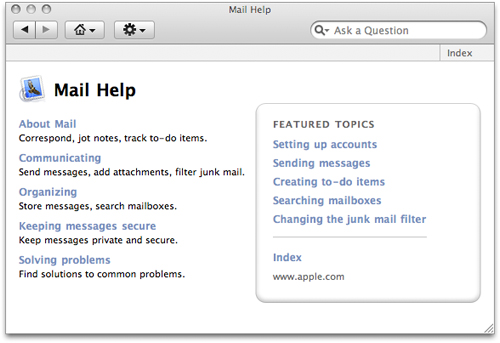 Mail Help
Ask a Question
Index
Mail Help
About Mail
Correspond, jot notes, track to-do items.
Communicating
Send messages, add attachments, filter junk mail.
Organizing
Store messages, search mailboxes.
Keeping messages secure
Keep messages private and secure.
Solving problems
Find solutions to common problems.
FEATURED TOPICS
Setting up accounts
Sending messages
Creating to-do items
Searching mailboxes
Changing the junk mail filter
Index
www.apple.com